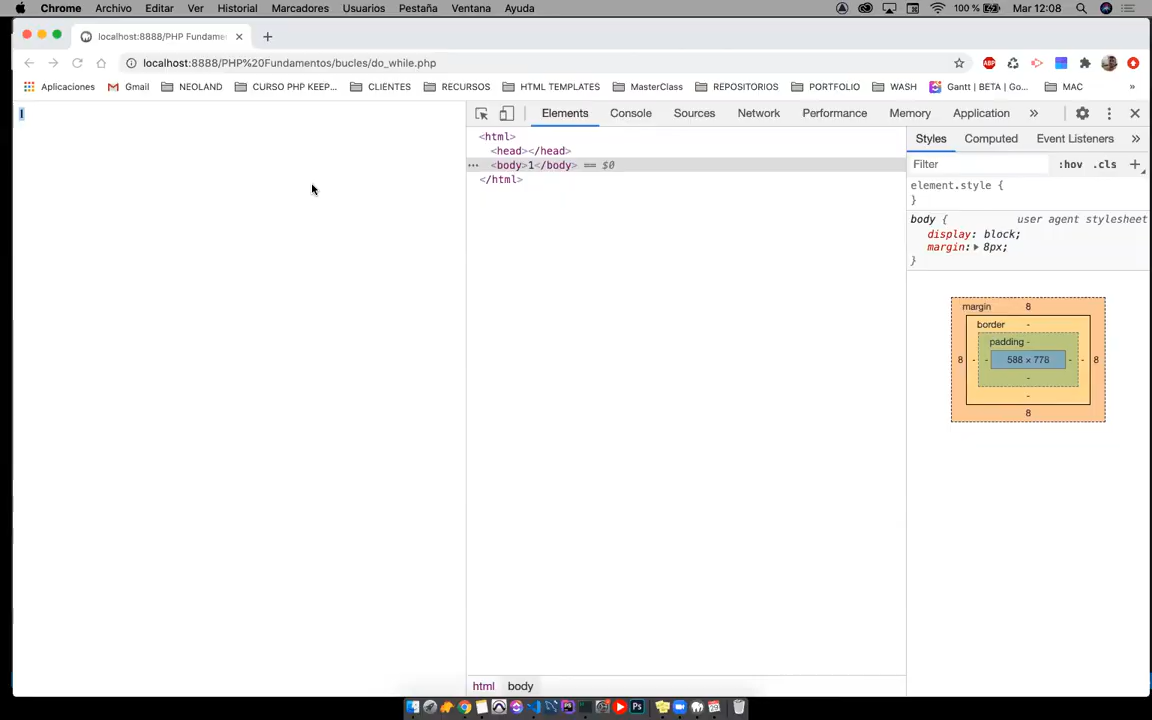 Chrome Archivo Editar Ver Historial Marcadores Usuarios Pestaña Ventana Ayuda 100 % Mar 12:08
localhost:8888/PHP Fundame
localhost:8888/PHP%20Fundamentos/bucles/do_while.php
Aplicaciones Gmail NEOLAND CURSO PHP KEEP... CLIENTES RECURSOS HTML TEMPLATES MasterClass REPOSITORIOS PORTFOLIO WASH Gantt | BETA | Go... MAC »
1
Elements Console Sources Network Performance Memory Application »
<html>
<head></head>
... <body>1</body> == $0
</html>
Styles Computed Event Listeners »
Filter :hov .cls +
element.style {
}
body { user agent stylesheet
display: block;
margin: 8px;
}
margin 8
border -
padding -
8 - - 588 × 778 - - 8
-
-
8
html body